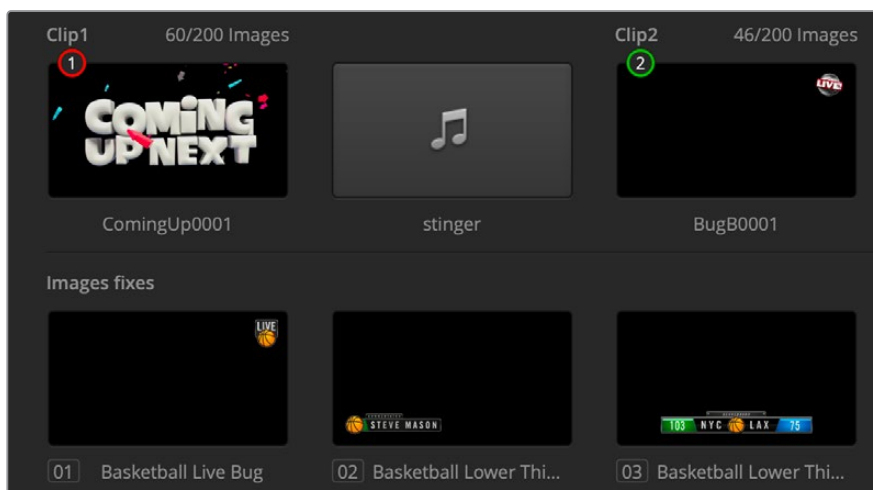 Clip1 60/200 Images Clip2 46/200 Images
1 2
COMING
UP NEXT
LIVE
ComingUp0001 stinger BugB0001
Images fixes
LIVE
STEVE MASON
103 NYC LAX 75
01 Basketball Live Bug 02 Basketball Lower Thi... 03 Basketball Lower Thi...